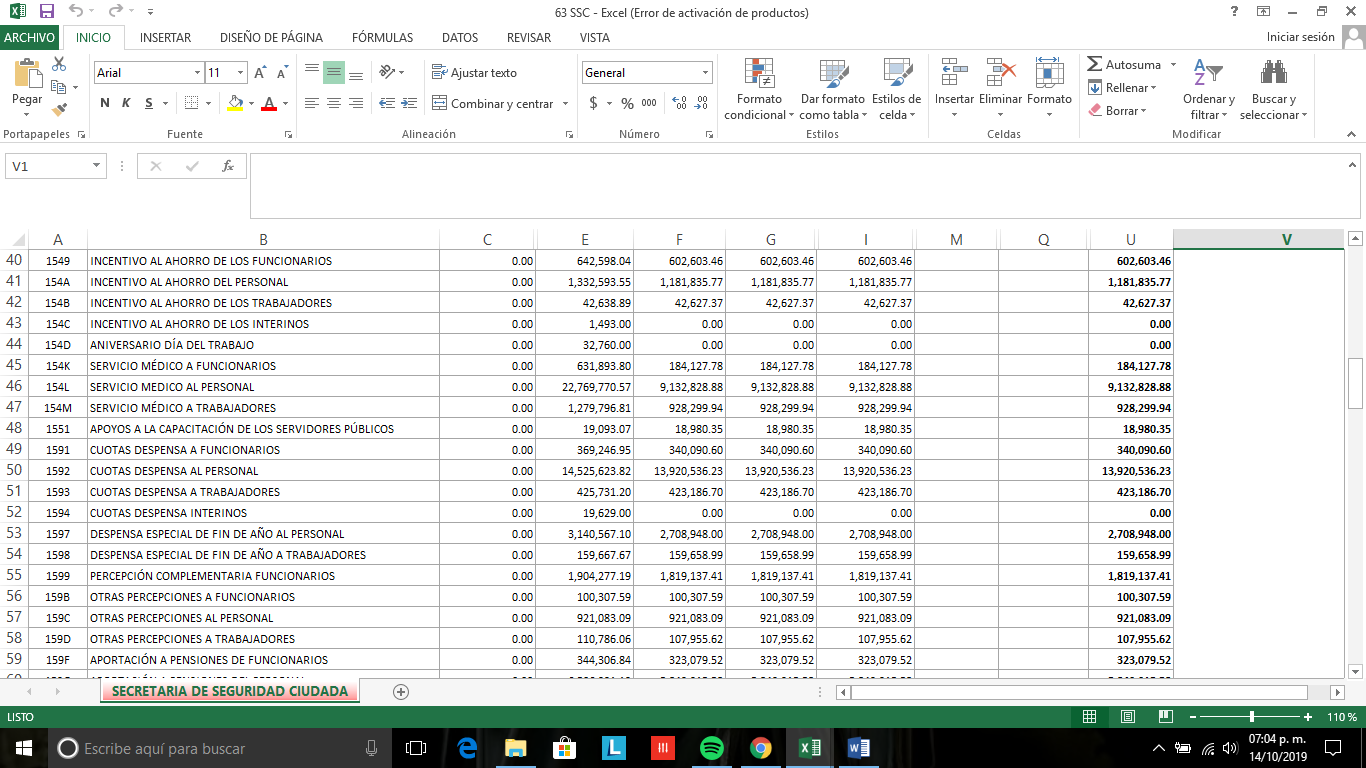 63 SSC - Excel (Error de activación de productos)
ARCHIVO INICIO INSERTAR DISEÑO DE PÁGINA FÓRMULAS DATOS REVISAR VISTA Iniciar sesión
Pegar
Portapapeles
Arial 11
N K S
Fuente
Ajustar texto
Combinar y centrar
Alineación
General
$ % 000
Número
Formato condicional
Dar formato como tabla
Estilos de celda
Estilos
Insertar Eliminar Formato
Celdas
Autosuma
Rellenar
Borrar
Ordenar y filtrar
Buscar y seleccionar
Modificar
V1
A B C E F G I M Q U V
40 1549 INCENTIVO AL AHORRO DE LOS FUNCIONARIOS 0.00 642,598.04 602,603.46 602,603.46 602,603.46 602,603.46
41 154A INCENTIVO AL AHORRO DEL PERSONAL 0.00 1,332,593.55 1,181,835.77 1,181,835.77 1,181,835.77 1,181,835.77
42 154B INCENTIVO AL AHORRO DE LOS TRABAJADORES 0.00 42,638.89 42,627.37 42,627.37 42,627.37 42,627.37
43 154C INCENTIVO AL AHORRO DE LOS INTERINOS 0.00 1,493.00 0.00 0.00 0.00 0.00
44 154D ANIVERSARIO DÍA DEL TRABAJO 0.00 32,760.00 0.00 0.00 0.00 0.00
45 154K SERVICIO MÉDICO A FUNCIONARIOS 0.00 631,893.80 184,127.78 184,127.78 184,127.78 184,127.78
46 154L SERVICIO MEDICO AL PERSONAL 0.00 22,769,770.57 9,132,828.88 9,132,828.88 9,132,828.88 9,132,828.88
47 154M SERVICIO MÉDICO A TRABAJADORES 0.00 1,279,796.81 928,299.94 928,299.94 928,299.94 928,299.94
48 1551 APOYOS A LA CAPACITACIÓN DE LOS SERVIDORES PÚBLICOS 0.00 19,093.07 18,980.35 18,980.35 18,980.35 18,980.35
49 1591 CUOTAS DESPENSA A FUNCIONARIOS 0.00 369,246.95 340,090.60 340,090.60 340,090.60 340,090.60
50 1592 CUOTAS DESPENSA AL PERSONAL 0.00 14,525,623.82 13,920,536.23 13,920,536.23 13,920,536.23 13,920,536.23
51 1593 CUOTAS DESPENSA A TRABAJADORES 0.00 425,731.20 423,186.70 423,186.70 423,186.70 423,186.70
52 1594 CUOTAS DESPENSA INTERINOS 0.00 19,629.00 0.00 0.00 0.00 0.00
53 1597 DESPENSA ESPECIAL DE FIN DE AÑO AL PERSONAL 0.00 3,140,567.10 2,708,948.00 2,708,948.00 2,708,948.00 2,708,948.00
54 1598 DESPENSA ESPECIAL DE FIN DE AÑO A TRABAJADORES 0.00 159,667.67 159,658.99 159,658.99 159,658.99 159,658.99
55 1599 PERCEPCIÓN COMPLEMENTARIA FUNCIONARIOS 0.00 1,904,277.19 1,819,137.41 1,819,137.41 1,819,137.41 1,819,137.41
56 159B OTRAS PERCEPCIONES A FUNCIONARIOS 0.00 100,307.59 100,307.59 100,307.59 100,307.59 100,307.59
57 159C OTRAS PERCEPCIONES AL PERSONAL 0.00 921,083.09 921,083.09 921,083.09 921,083.09 921,083.09
58 159D OTRAS PERCEPCIONES A TRABAJADORES 0.00 110,786.06 107,955.62 107,955.62 107,955.62 107,955.62
59 159F APORTACIÓN A PENSIONES DE FUNCIONARIOS 0.00 344,306.84 323,079.52 323,079.52 323,079.52 323,079.52
SECRETARIA DE SEGURIDAD CIUDADA
LISTO 110 %
Escribe aquí para buscar
07:04 p. m.
14/10/2019